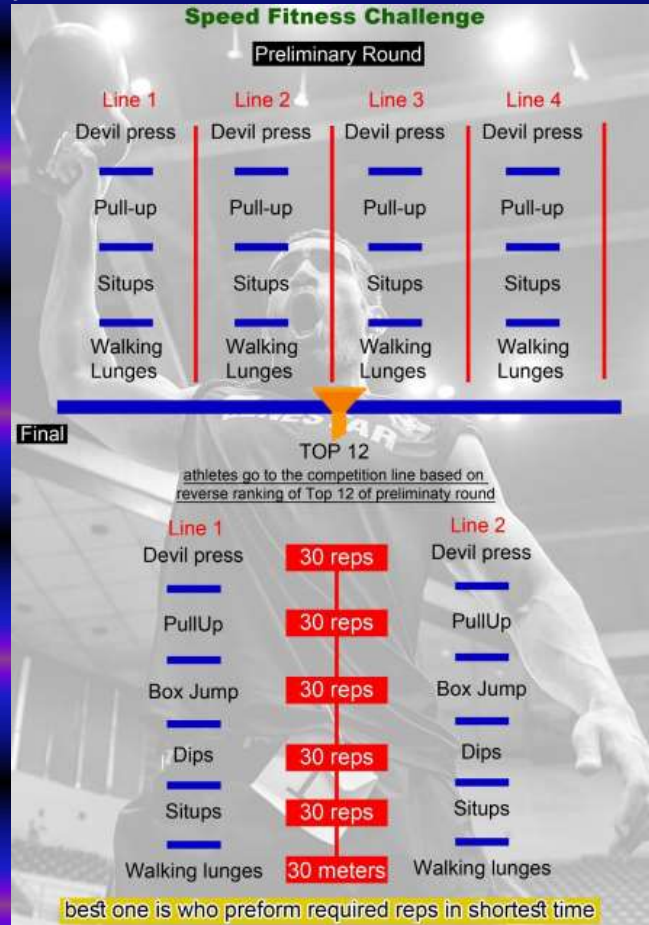 Speed Fitness Challenge
Preliminary Round
Line 1 Line 2 Line 3 Line 4
Devil press Devil press Devil press Devil press
Pull-up Pull-up Pull-up Pull-up
Situps Situps Situps Situps
Walking Walking Walking Walking
Lunges Lunges Lunges Lunges
Final
TOP 12
athletes go to the competition line based on
reverse ranking of Top 12 of preliminaty round
Line 1 Line 2
Devil press 30 reps Devil press
PullUp 30 reps PullUp
Box Jump 30 reps Box Jump
Dips 30 reps Dips
Situps 30 reps Situps
Walking lunges 30 meters Walking lunges
best one is who preform required reps in shortest time